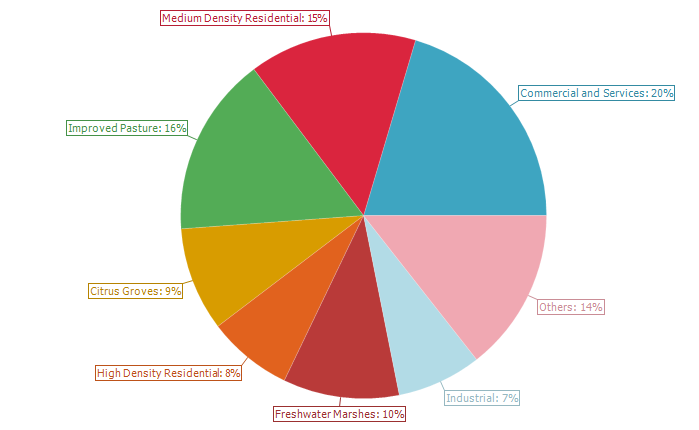 Medium Density Residential: 15%
Commercial and Services: 20%
Improved Pasture: 16%
Citrus Groves: 9%
Others: 14%
High Density Residential: 8%
Industrial: 7%
Freshwater Marshes: 10%